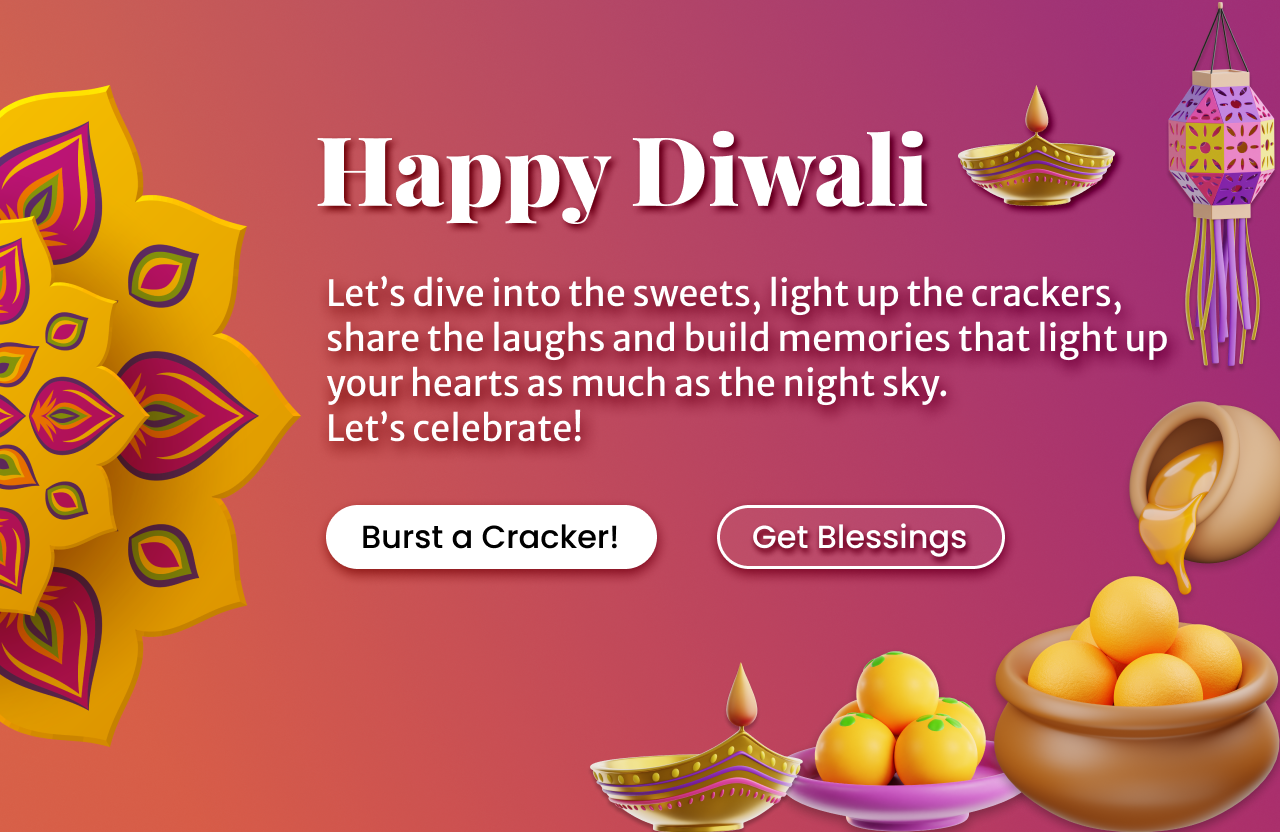 Happy Diwali
Let’s dive into the sweets, light up the crackers,
share the laughs and build memories that light up
your hearts as much as the night sky.
Let’s celebrate!
Burst a Cracker!
Get Blessings